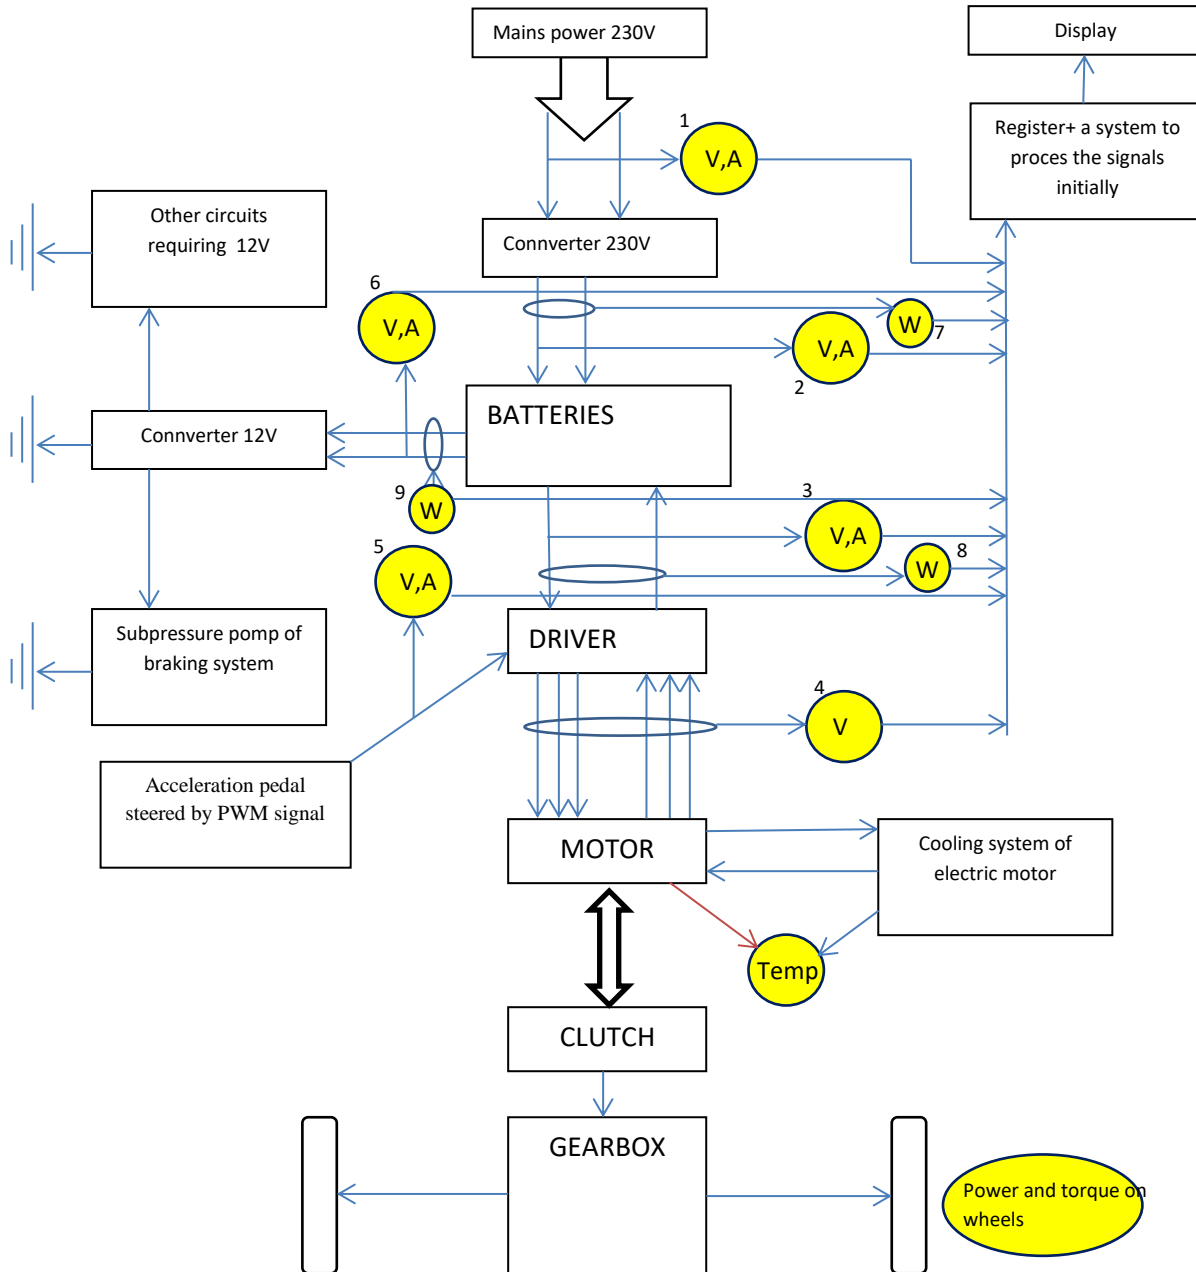 Mains power 230V
Display
1
V,A
Register+ a system to
proces the signals
initially
Other circuits
requiring 12V
Connverter 230V
6
V,A
W
7
V,A
2
BATTERIES
Connverter 12V
9
W
3
V,A
5
V,A
8
W
Subpressure pomp of
braking system
DRIVER
4
V
Acceleration pedal
steered by PWM signal
MOTOR
Cooling system of
electric motor
Temp
CLUTCH
GEARBOX
Power and torque on
wheels